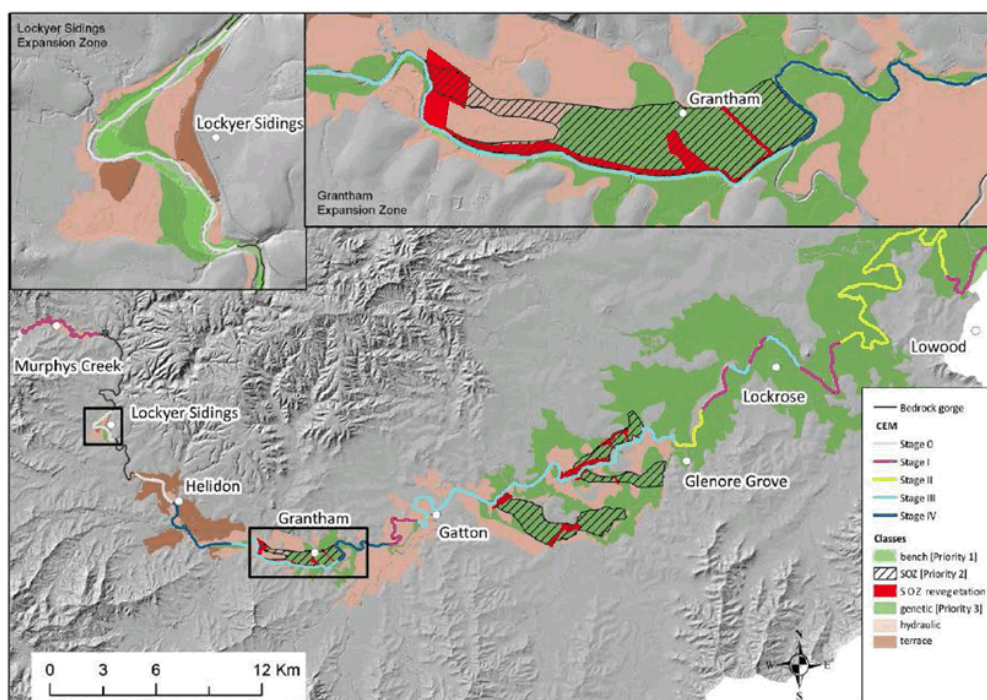 Lockyer Sidings
Expansion Zone
Lockyer Sidings
Grantham
Grantham
Expansion Zone
Murphys Creek
Lockyer Sidings
Helidon
Grantham
Gatton
Glenore Grove
Lockrose
Lowood
Bedrock gorge
CEM
Stage 0
Stage I
Stage II
Stage III
Stage IV
Classes
bench [Priority 1]
SOZ [Priority 2]
SOZ revegetation
genetic [Priority 3]
hydraulic
terrace
0 3 6 12 Km
N
W E
S